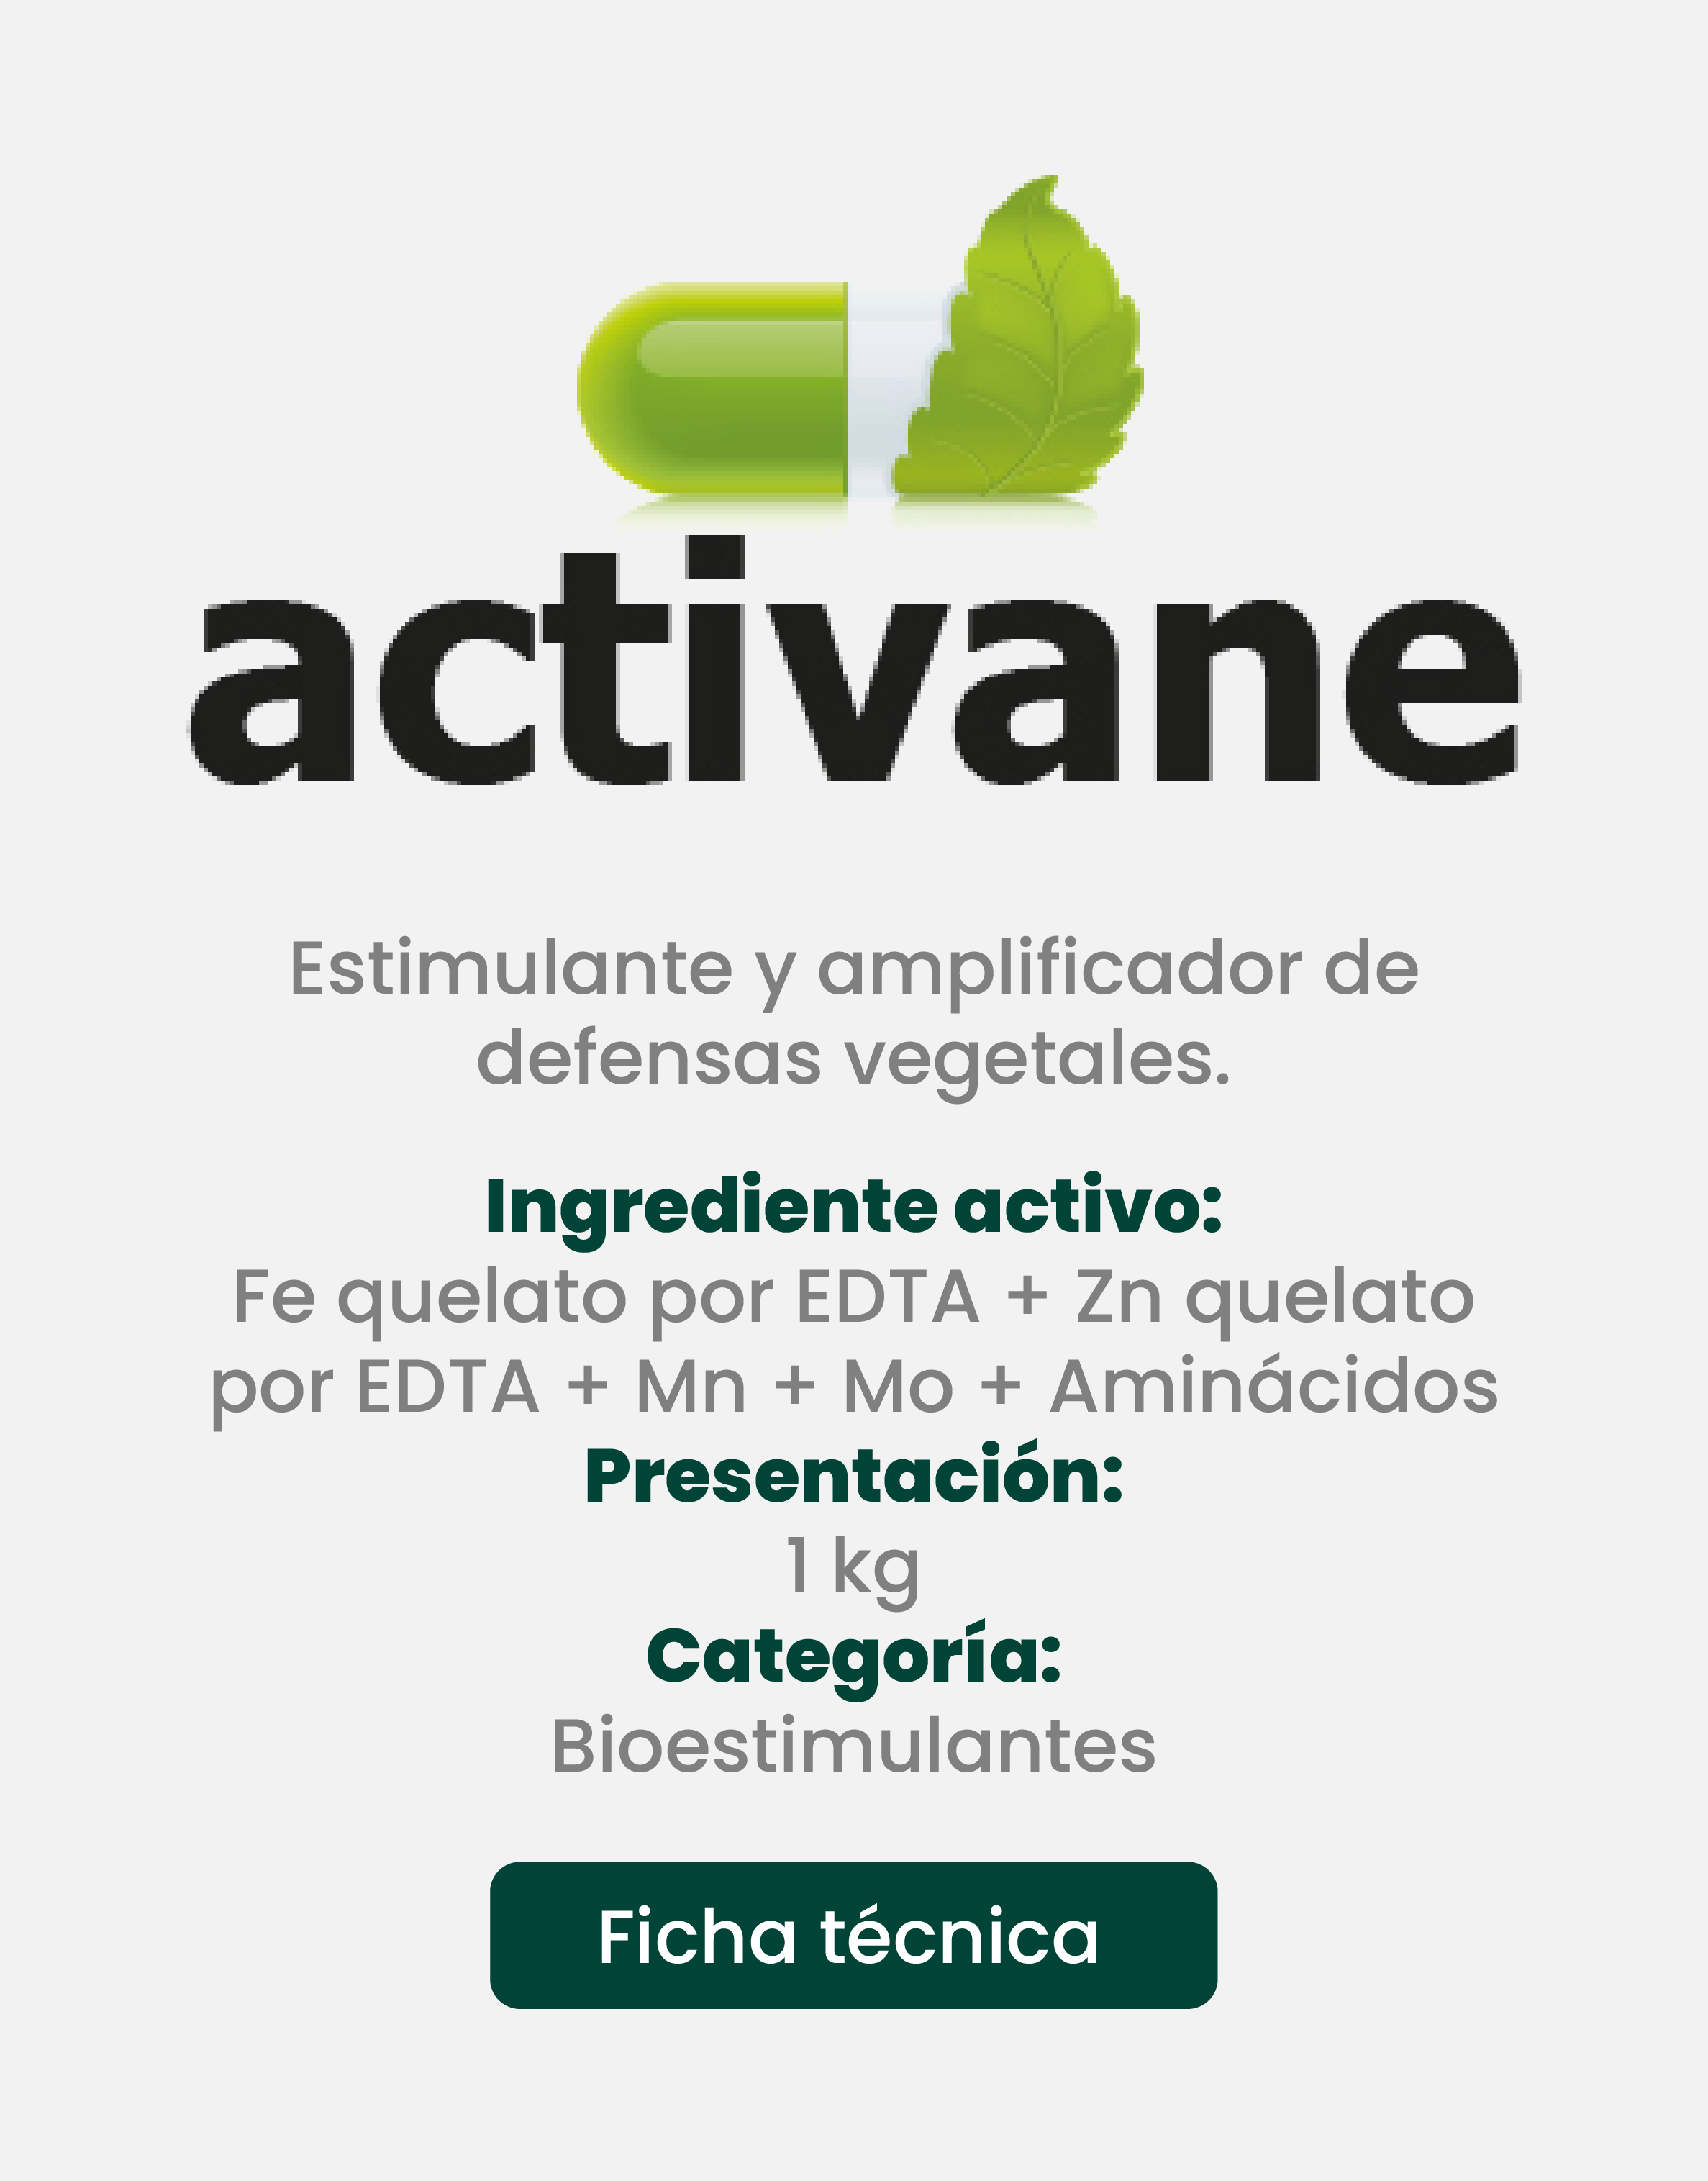 activane
Estimulante y amplificador de
defensas vegetales.
Ingrediente activo:
Fe quelato por EDTA + Zn quelato
por EDTA + Mn + Mo + Aminácidos
Presentación:
1 kg
Categoría:
Bioestimulantes
Ficha técnica